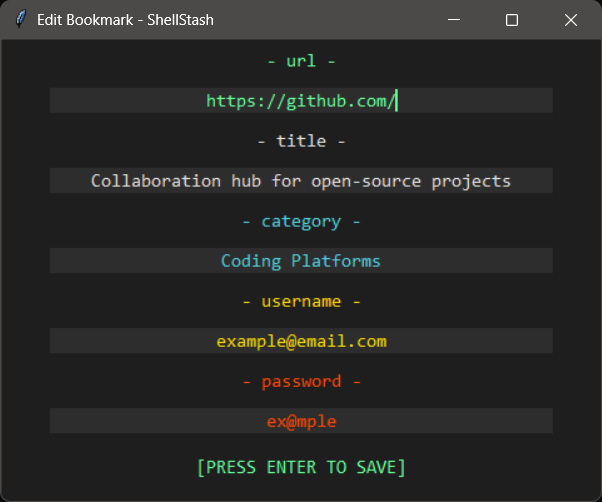 Edit Bookmark - ShellStash
- url -
https://github.com/
- title -
Collaboration hub for open-source projects
- category -
Coding Platforms
- username -
example@email.com
- password -
ex@mple
[PRESS ENTER TO SAVE]